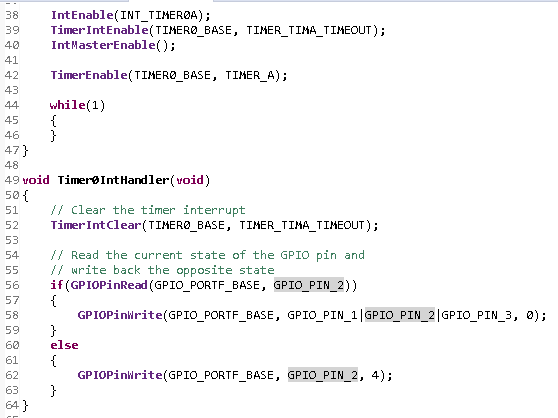 38 IntEnable(INT_TIMER0A);
39 TimerIntEnable(TIMER0_BASE, TIMER_TIMA_TIMEOUT);
40 IntMasterEnable();
41
42 TimerEnable(TIMER0_BASE, TIMER_A);
43
44 while(1)
45 {
46 }
47 }
48
49 void Timer0IntHandler(void)
50 {
51 // Clear the timer interrupt
52 TimerIntClear(TIMER0_BASE, TIMER_TIMA_TIMEOUT);
53
54 // Read the current state of the GPIO pin and
55 // write back the opposite state
56 if(GPIOPinRead(GPIO_PORTF_BASE, GPIO_PIN_2))
57 {
58 GPIOPinWrite(GPIO_PORTF_BASE, GPIO_PIN_1|GPIO_PIN_2|GPIO_PIN_3, 0);
59 }
60 else
61 {
62 GPIOPinWrite(GPIO_PORTF_BASE, GPIO_PIN_2, 4);
63 }
64 }